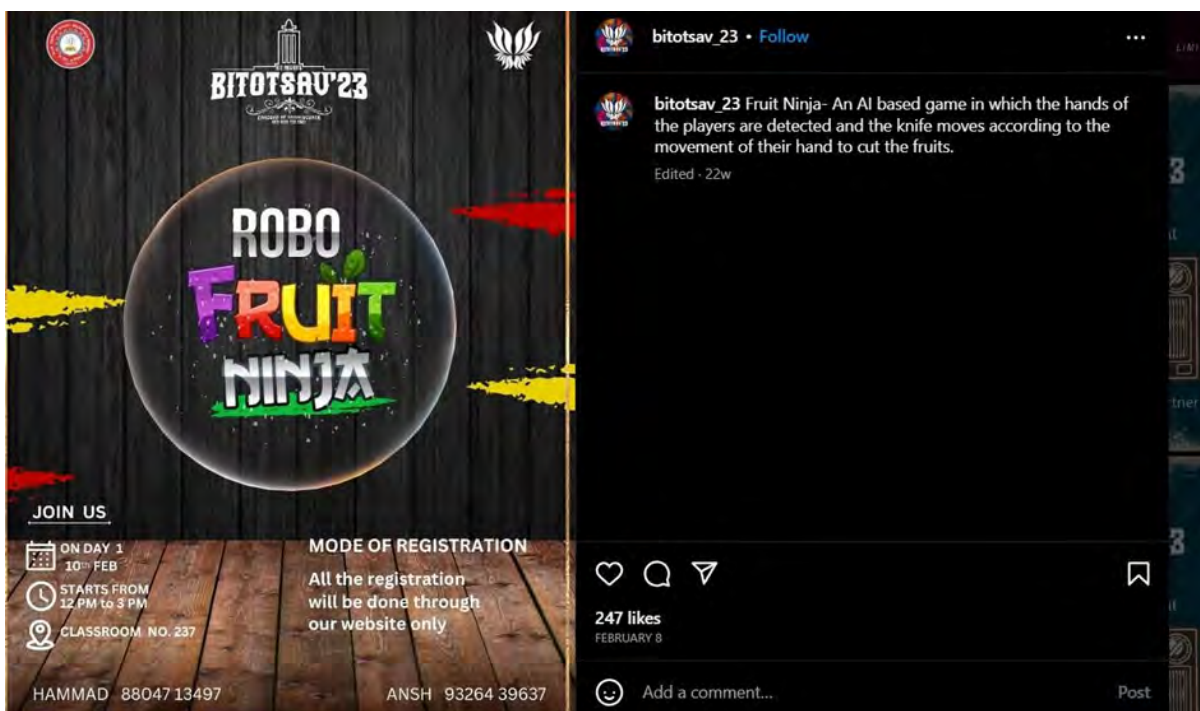 BITOTSAV'23
ROBO
FRUIT
NINJA
JOIN US
ON DAY 1
10th FEB
STARTS FROM
12 PM to 3 PM
CLASSROOM NO. 237
MODE OF REGISTRATION
All the registration
will be done through
our website only
HAMMAD 88047 13497
ANSH 93264 39637
bitotsav_23 • Follow
bitotsav_23 Fruit Ninja- An AI based game in which the hands of
the players are detected and the knife moves according to the
movement of their hand to cut the fruits.
Edited · 22w
247 likes
FEBRUARY 8
Add a comment...
Post